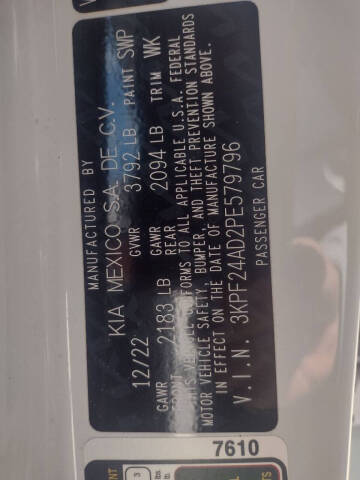 MANUFACTURED BY
KIA MEXICO S.A. DE C.V.
12/22 GVWR 3792 LB PAINT SWP
GAWR FRONT 2183 LB GAWR REAR 2094 LB TRIM WK
THIS VEHICLE CONFORMS TO ALL APPLICABLE U.S.A. FEDERAL
MOTOR VEHICLE SAFETY, BUMPER, AND THEFT PREVENTION STANDARDS
IN EFFECT ON THE DATE OF MANUFACTURE SHOWN ABOVE.
V.I.N. 3KPF24AD2PE579796
PASSENGER CAR
7610
3